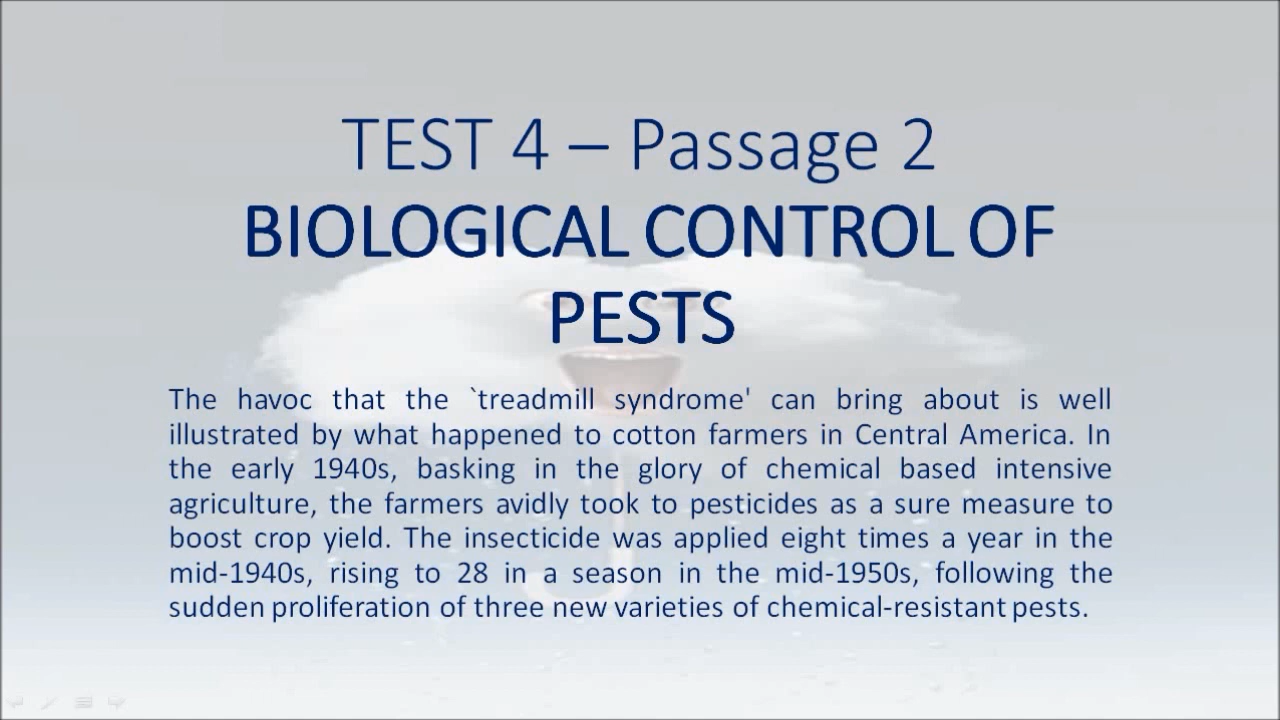 TEST 4 – Passage 2
BIOLOGICAL CONTROL OF
PESTS
The havoc that the `treadmill syndrome' can bring about is well
illustrated by what happened to cotton farmers in Central America. In
the early 1940s, basking in the glory of chemical based intensive
agriculture, the farmers avidly took to pesticides as a sure measure to
boost crop yield. The insecticide was applied eight times a year in the
mid-1940s, rising to 28 in a season in the mid-1950s, following the
sudden proliferation of three new varieties of chemical-resistant pests.